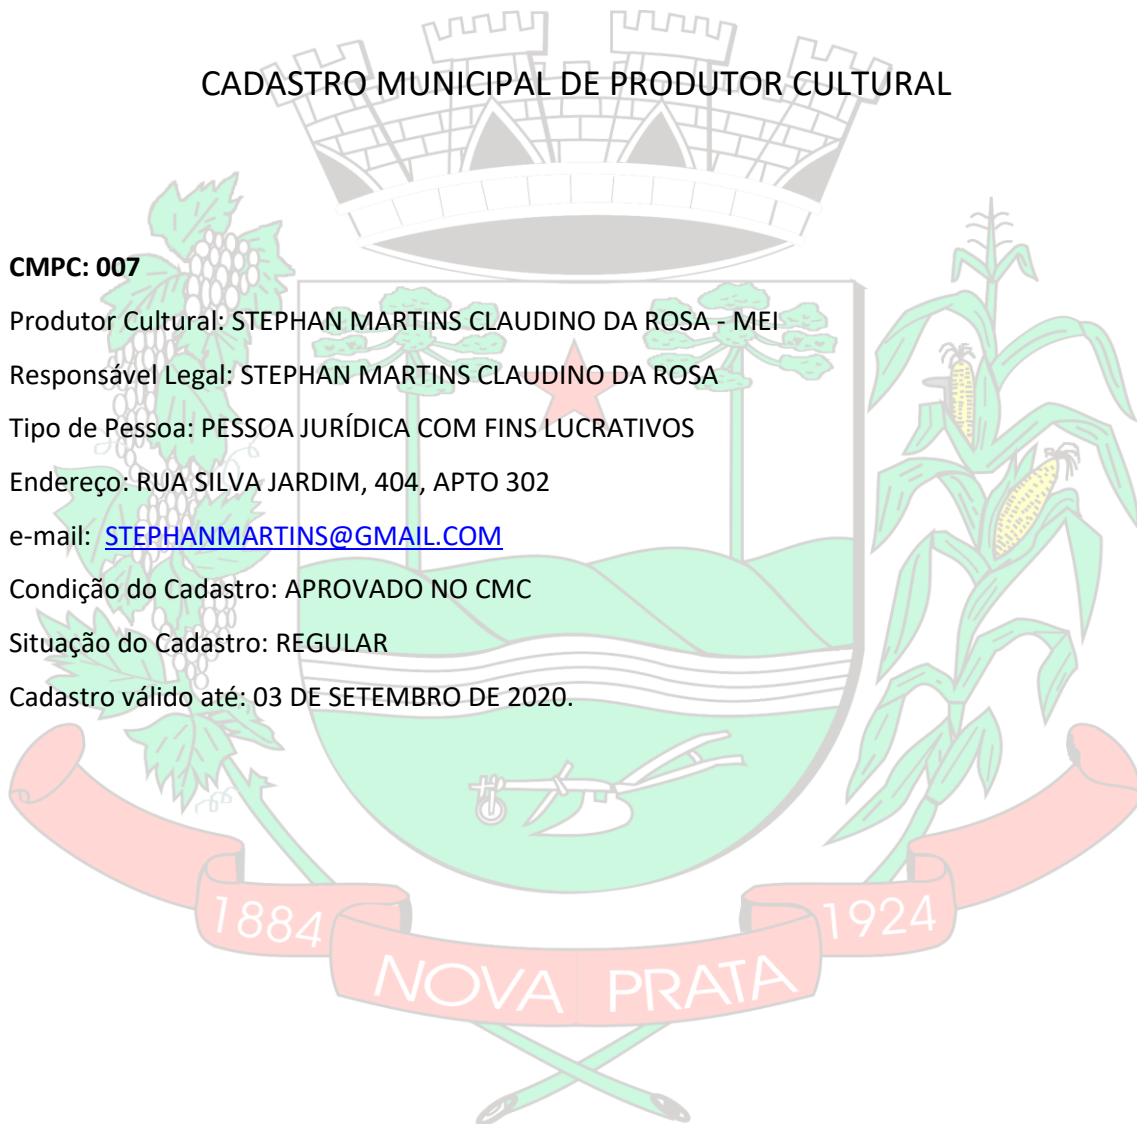 CADASTRO MUNICIPAL DE PRODUTOR CULTURAL
CMPC: 007
Produtor Cultural: STEPHAN MARTINS CLAUDINO DA ROSA - MEI
Responsável Legal: STEPHAN MARTINS CLAUDINO DA ROSA
Tipo de Pessoa: PESSOA JURÍDICA COM FINS LUCRATIVOS
Endereço: RUA SILVA JARDIM, 404, APTO 302
e-mail: STEPHANMARTINS@GMAIL.COM
Condição do Cadastro: APROVADO NO CMC
Situação do Cadastro: REGULAR
Cadastro válido até: 03 DE SETEMBRO DE 2020.
1884
NOVA PRATA
1924